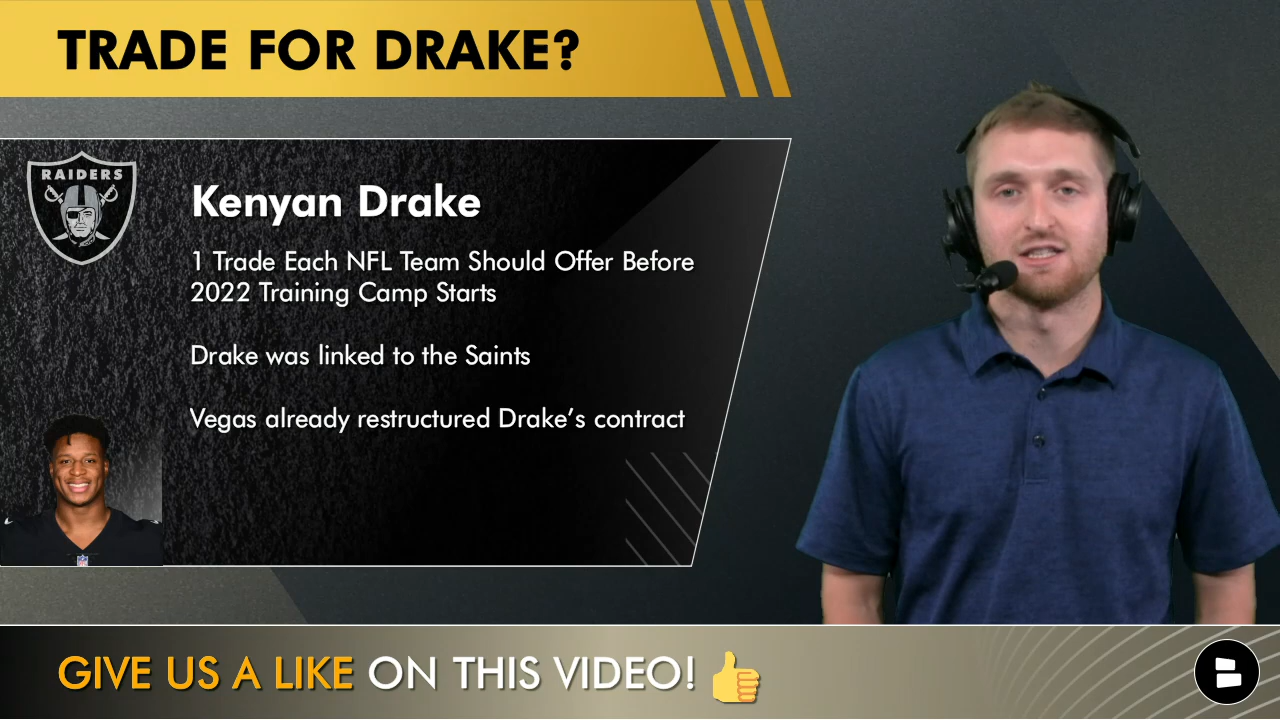 TRADE FOR DRAKE?
RAIDERS
Kenyan Drake
1 Trade Each NFL Team Should Offer Before
2022 Training Camp Starts
Drake was linked to the Saints
Vegas already restructured Drake’s contract
GIVE US A LIKE ON THIS VIDEO!